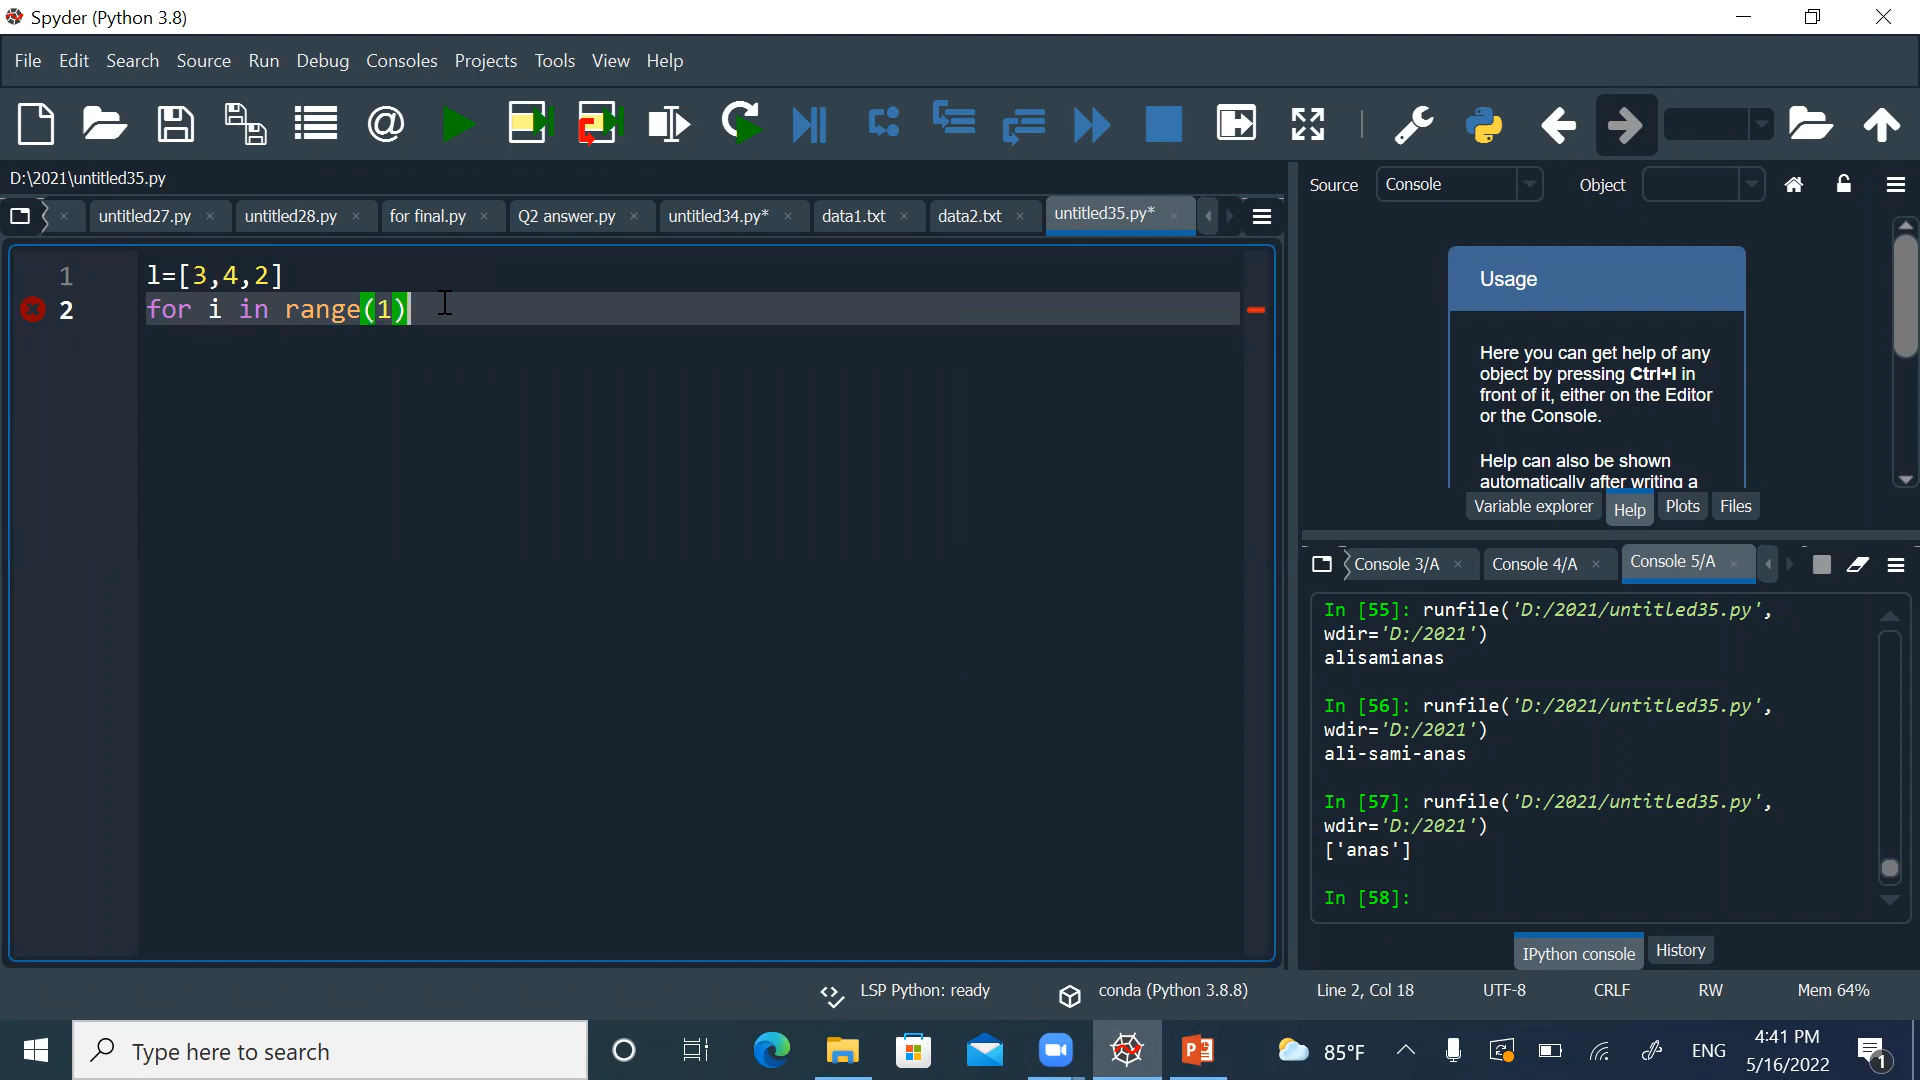 Spyder (Python 3.8)
File Edit Search Source Run Debug Consoles Projects Tools View Help
D:\2021\untitled35.py
untitled27.py untitled28.py for final.py Q2 answer.py untitled34.py* data1.txt data2.txt untitled35.py*
1 l=[3,4,2]
2 for i in range(1)
Source Console Object
Usage
Here you can get help of any
object by pressing Ctrl+I in
front of it, either on the Editor
or the Console.
Help can also be shown
automatically after writing a
Variable explorer Help Plots Files
Console 3/A Console 4/A Console 5/A
In [55]: runfile('D:/2021/untitled35.py',
wdir='D:/2021')
alisamianas
In [56]: runfile('D:/2021/untitled35.py',
wdir='D:/2021')
ali-sami-anas
In [57]: runfile('D:/2021/untitled35.py',
wdir='D:/2021')
['anas']
In [58]:
IPython console History
LSP Python: ready conda (Python 3.8.8) Line 2, Col 18 UTF-8 CRLF RW Mem 64%
Type here to search
85°F ENG
4:41 PM
5/16/2022
1